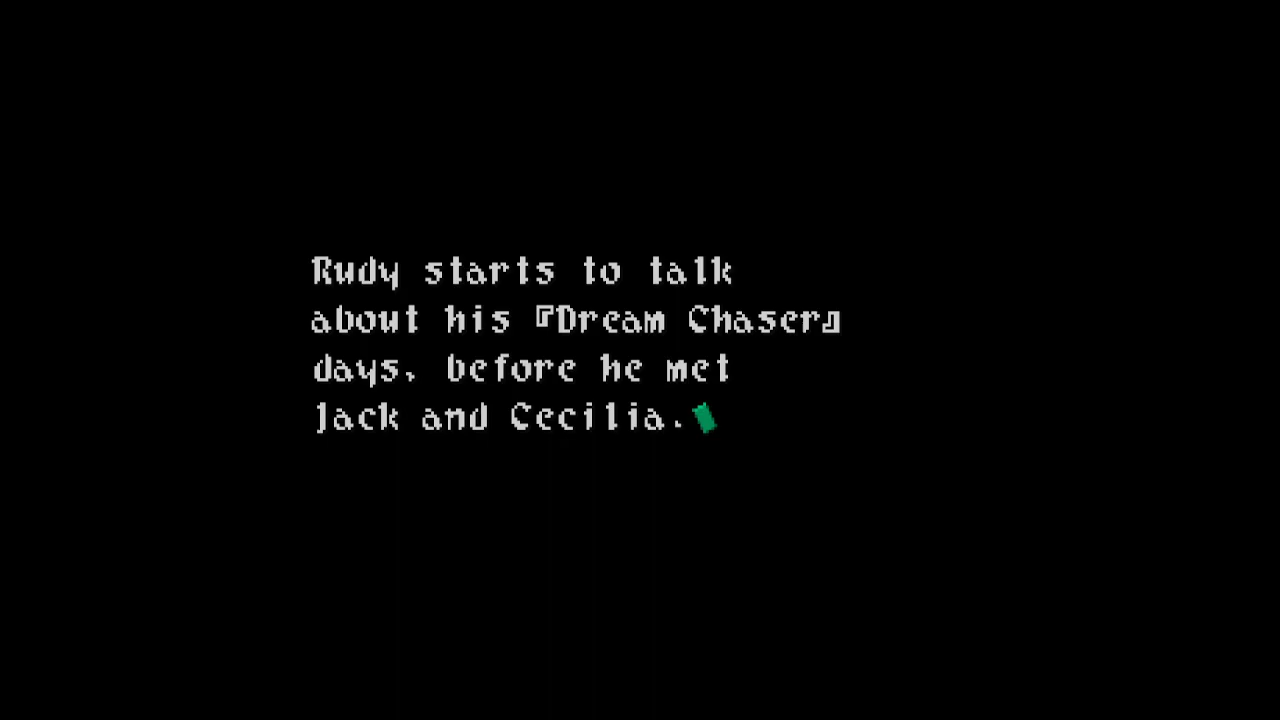 Rudy starts to talk
about his 『Dream Chaser』
days, before he met
Jack and Cecilia.